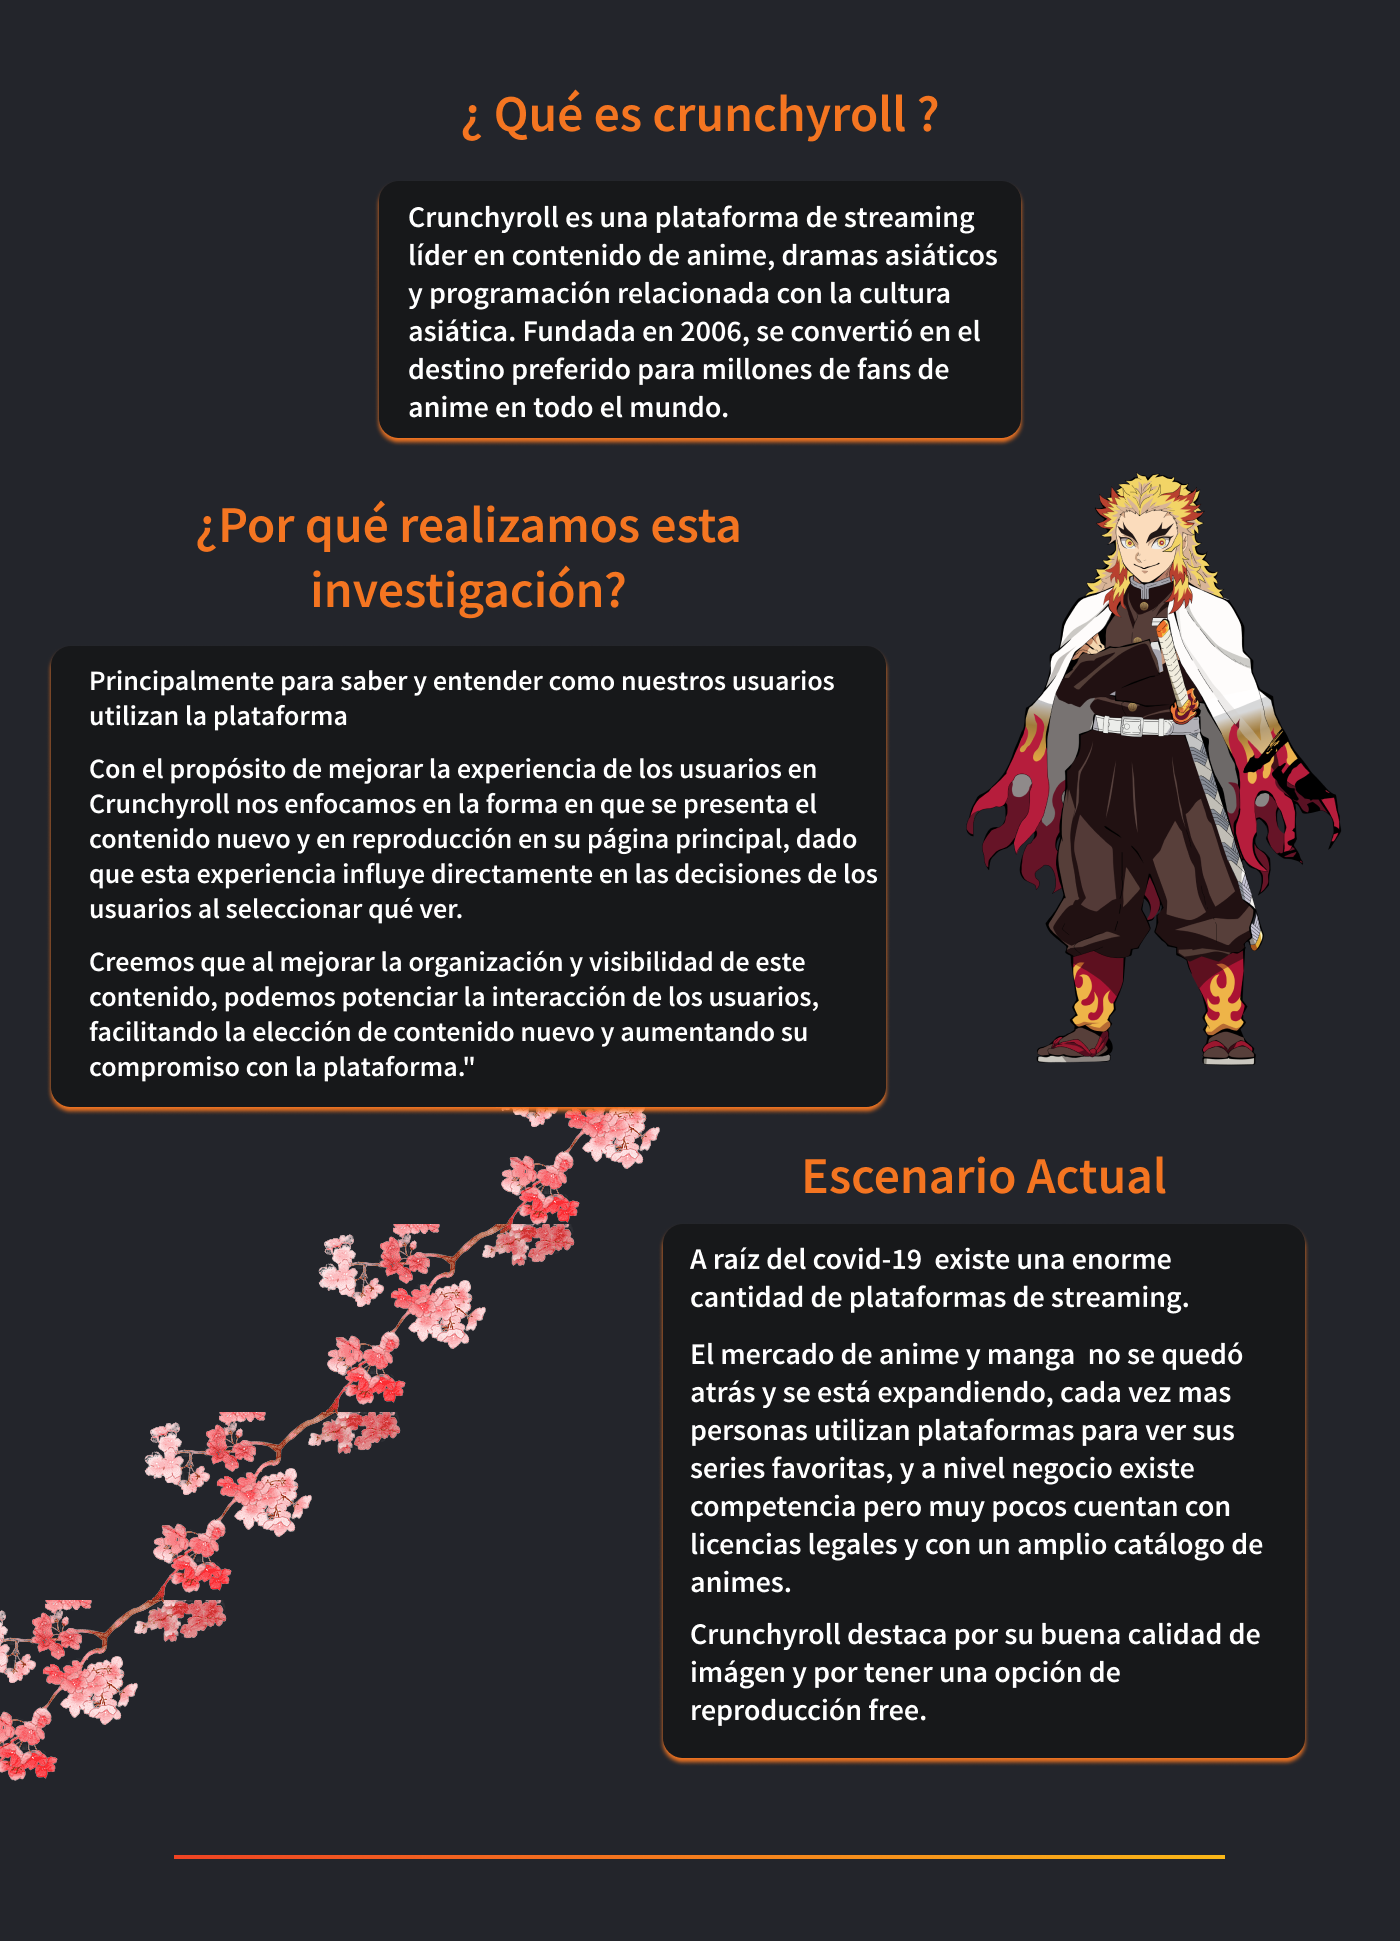 ¿ Qué es crunchyroll ?
Crunchyroll es una plataforma de streaming
líder en contenido de anime, dramas asiáticos
y programación relacionada con la cultura
asiática. Fundada en 2006, se convertió en el
destino preferido para millones de fans de
anime en todo el mundo.
¿Por qué realizamos esta
investigación?
Principalmente para saber y entender como nuestros usuarios
utilizan la plataforma
Con el propósito de mejorar la experiencia de los usuarios en
Crunchyroll nos enfocamos en la forma en que se presenta el
contenido nuevo y en reproducción en su página principal, dado
que esta experiencia influye directamente en las decisiones de los
usuarios al seleccionar qué ver.
Creemos que al mejorar la organización y visibilidad de este
contenido, podemos potenciar la interacción de los usuarios,
facilitando la elección de contenido nuevo y aumentando su
compromiso con la plataforma."
Escenario Actual
A raíz del covid-19  existe una enorme
cantidad de plataformas de streaming.
El mercado de anime y manga  no se quedó
atrás y se está expandiendo, cada vez mas
personas utilizan plataformas para ver sus
series favoritas, y a nivel negocio existe
competencia pero muy pocos cuentan con
licencias legales y con un amplio catálogo de
animes.
Crunchyroll destaca por su buena calidad de
imágen y por tener una opción de
reproducción free.